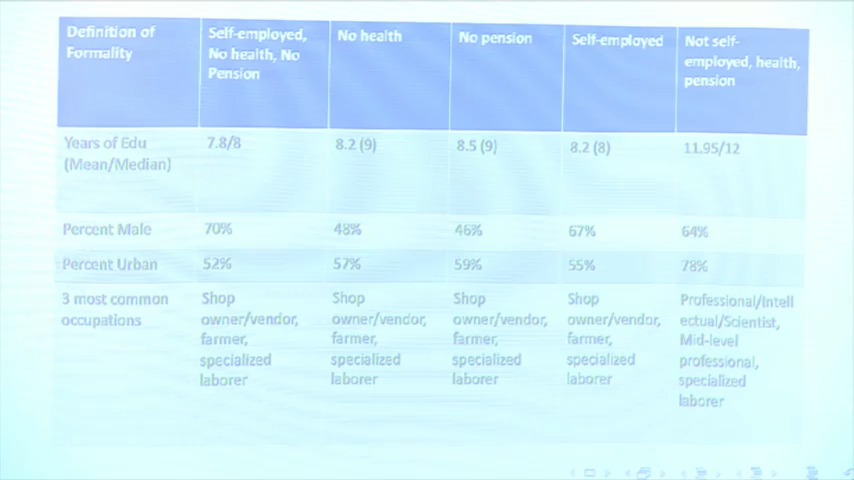 Definition of Formality
Self-employed, No health, No Pension
No health
No pension
Self-employed
Not self-employed, health, pension
Years of Edu (Mean/Median)
7.8/8
8.2 (9)
8.5 (9)
8.2 (8)
11.95/12
Percent Male
70%
48%
46%
67%
64%
Percent Urban
52%
57%
59%
55%
78%
3 most common occupations
Shop owner/vendor, farmer, specialized laborer
Shop owner/vendor, farmer, specialized laborer
Shop owner/vendor, farmer, specialized laborer
Shop owner/vendor, farmer, specialized laborer
Professional/Intellectual/Scientist, Mid-level professional, specialized laborer